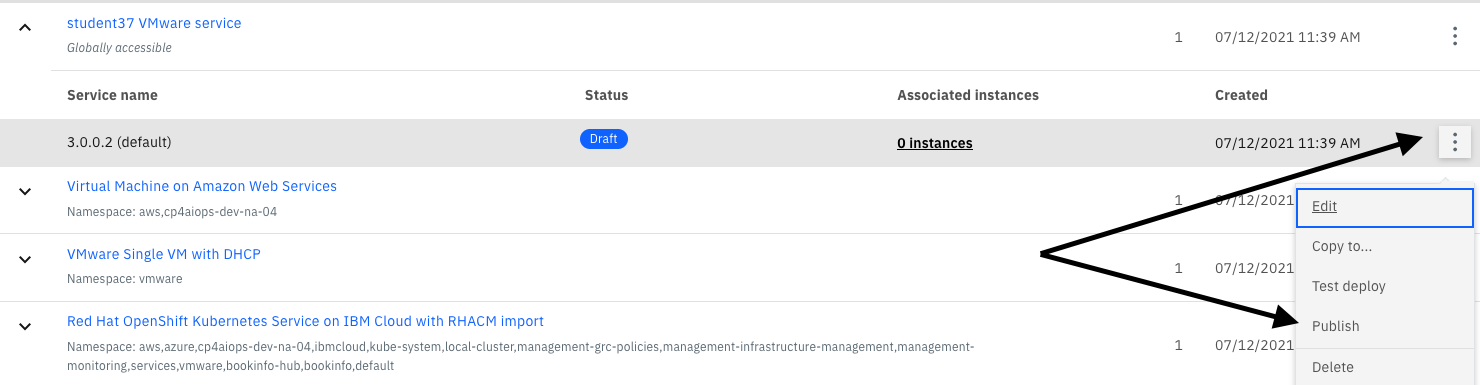 student37 VMware service
Globally accessible
1 07/12/2021 11:39 AM
Service name Status Associated instances Created
3.0.0.2 (default) Draft 0 instances 07/12/2021 11:39 AM
Virtual Machine on Amazon Web Services
Namespace: aws,cp4aiops-dev-na-04
1 07/12/2021
Edit
Copy to...
VMware Single VM with DHCP
Namespace: vmware
1 07/12/2021
Test deploy
Publish
Red Hat OpenShift Kubernetes Service on IBM Cloud with RHACM import
Namespace: aws,azure,cp4aiops-dev-na-04,ibmcloud,kube-system,local-cluster,management-grc-policies,management-infrastructure-management,management-
monitoring,services,vmware,bookinfo-hub,bookinfo,default
1 07/12/2021
Delete